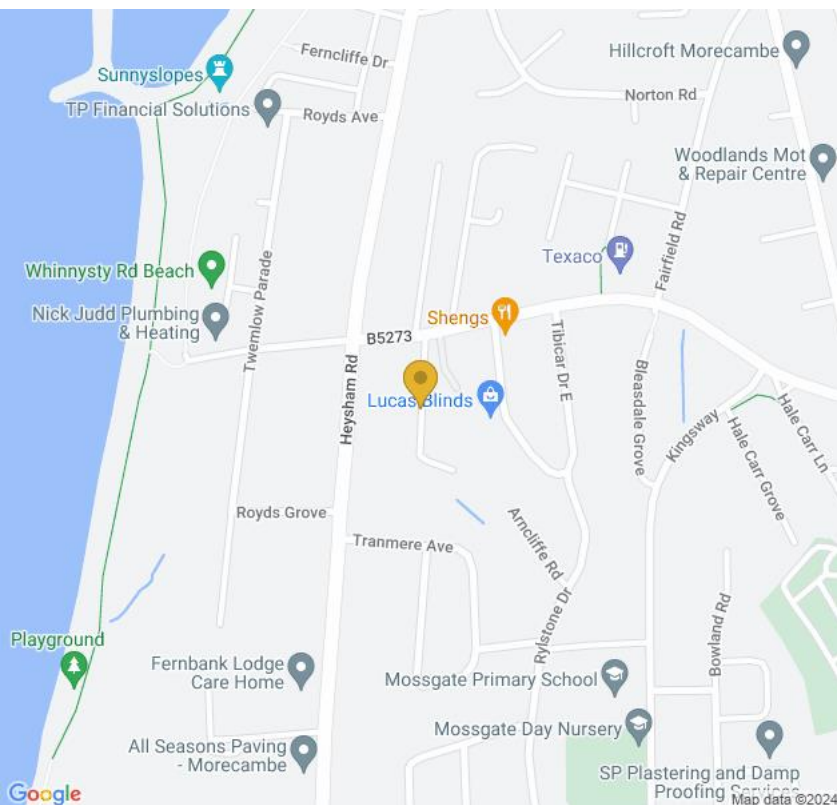 Ferncliffe Dr
Hillcroft Morecambe
Sunnyslopes
Norton Rd
TP Financial Solutions
Royds Ave
Woodlands Mot
& Repair Centre
Texaco
Fairfield Rd
Whinnysty Rd Beach
Twemlow Parade
Nick Judd Plumbing
& Heating
Shengs
B5273
Heysham Rd
Tibicar Dr E
Bleasdale Grove
Lucas Blinds
Kingsway
Hale Carr Ln
Hale Carr Grove
Royds Grove
Arncliffe Rd
Tranmere Ave
Rylstone Dr
Bowland Rd
Playground
Fernbank Lodge
Care Home
Mossgate Primary School
Mossgate Day Nursery
All Seasons Paving
- Morecambe
SP Plastering and Damp
Proofing Services
Google
Map data ©2024